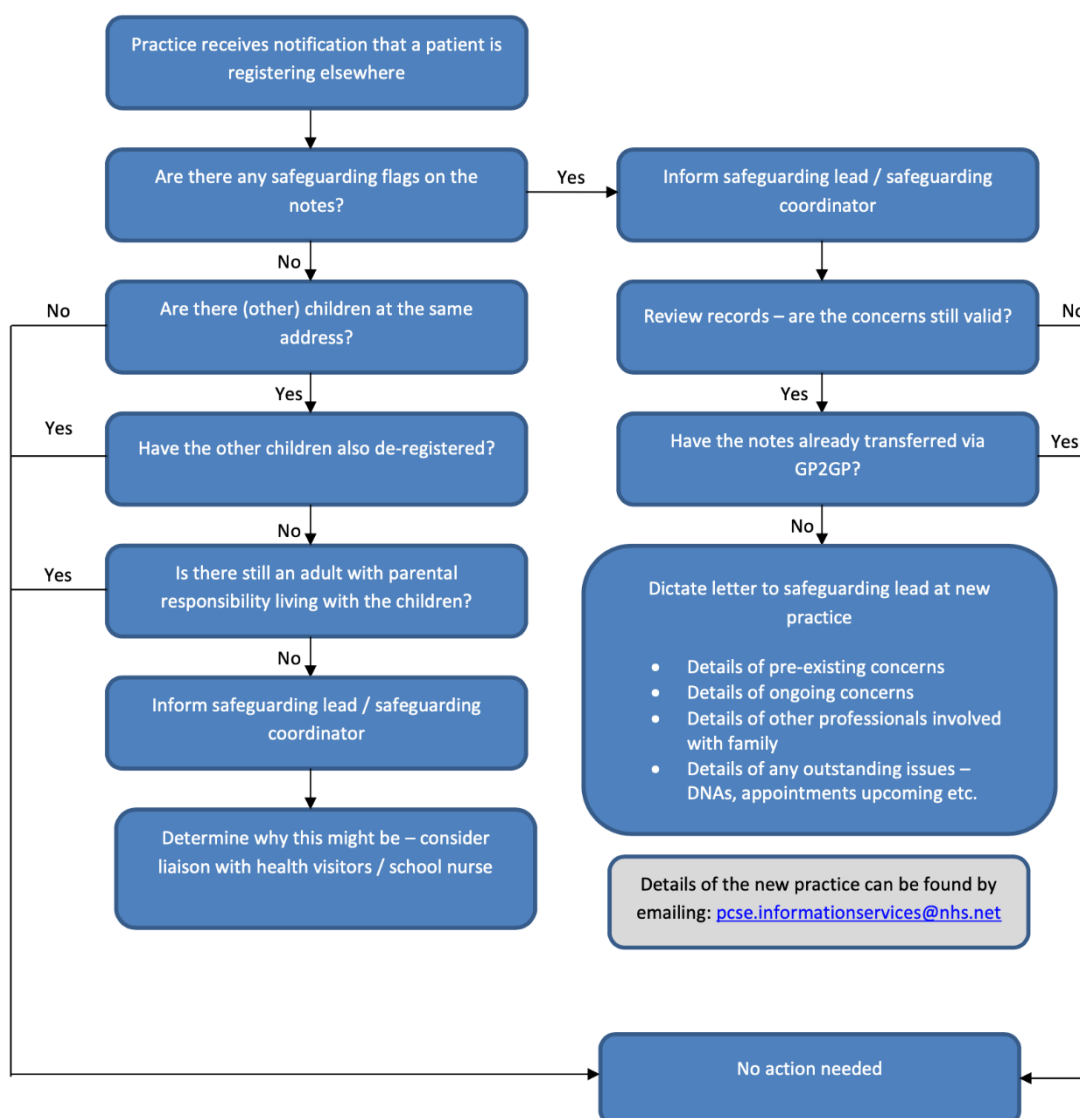 Practice receives notification that a patient is
registering elsewhere
Are there any safeguarding flags on the
notes?
Yes
Inform safeguarding lead / safeguarding
coordinator
No
No
Are there (other) children at the same
address?
Review records – are the concerns still valid?
No
Yes
Yes
Yes
Have the other children also de-registered?
Have the notes already transferred via
GP2GP?
Yes
No
No
Yes
Is there still an adult with parental
responsibility living with the children?
No
Inform safeguarding lead / safeguarding
coordinator
Determine why this might be – consider
liaison with health visitors / school nurse
Dictate letter to safeguarding lead at new
practice
• Details of pre-existing concerns
• Details of ongoing concerns
• Details of other professionals involved
with family
• Details of any outstanding issues –
DNAs, appointments upcoming etc.
Details of the new practice can be found by
emailing: pcse.informationservices@nhs.net
No action needed